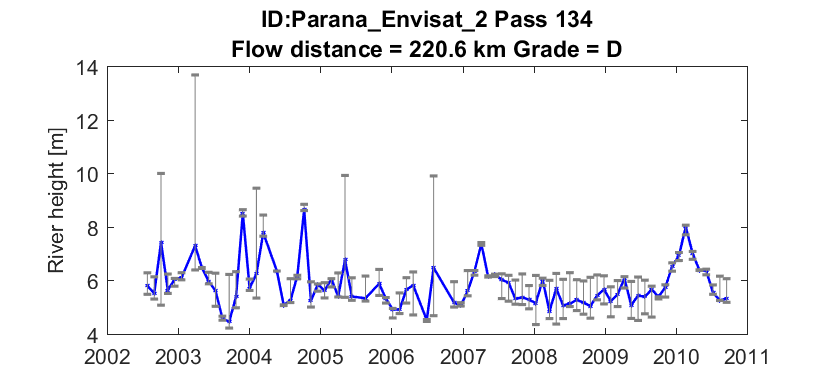 ID:Parana_Envisat_2 Pass 134
Flow distance = 220.6 km Grade = D
14
12
10
8
6
4
River height [m]
2002 2003 2004 2005 2006 2007 2008 2009 2010 2011